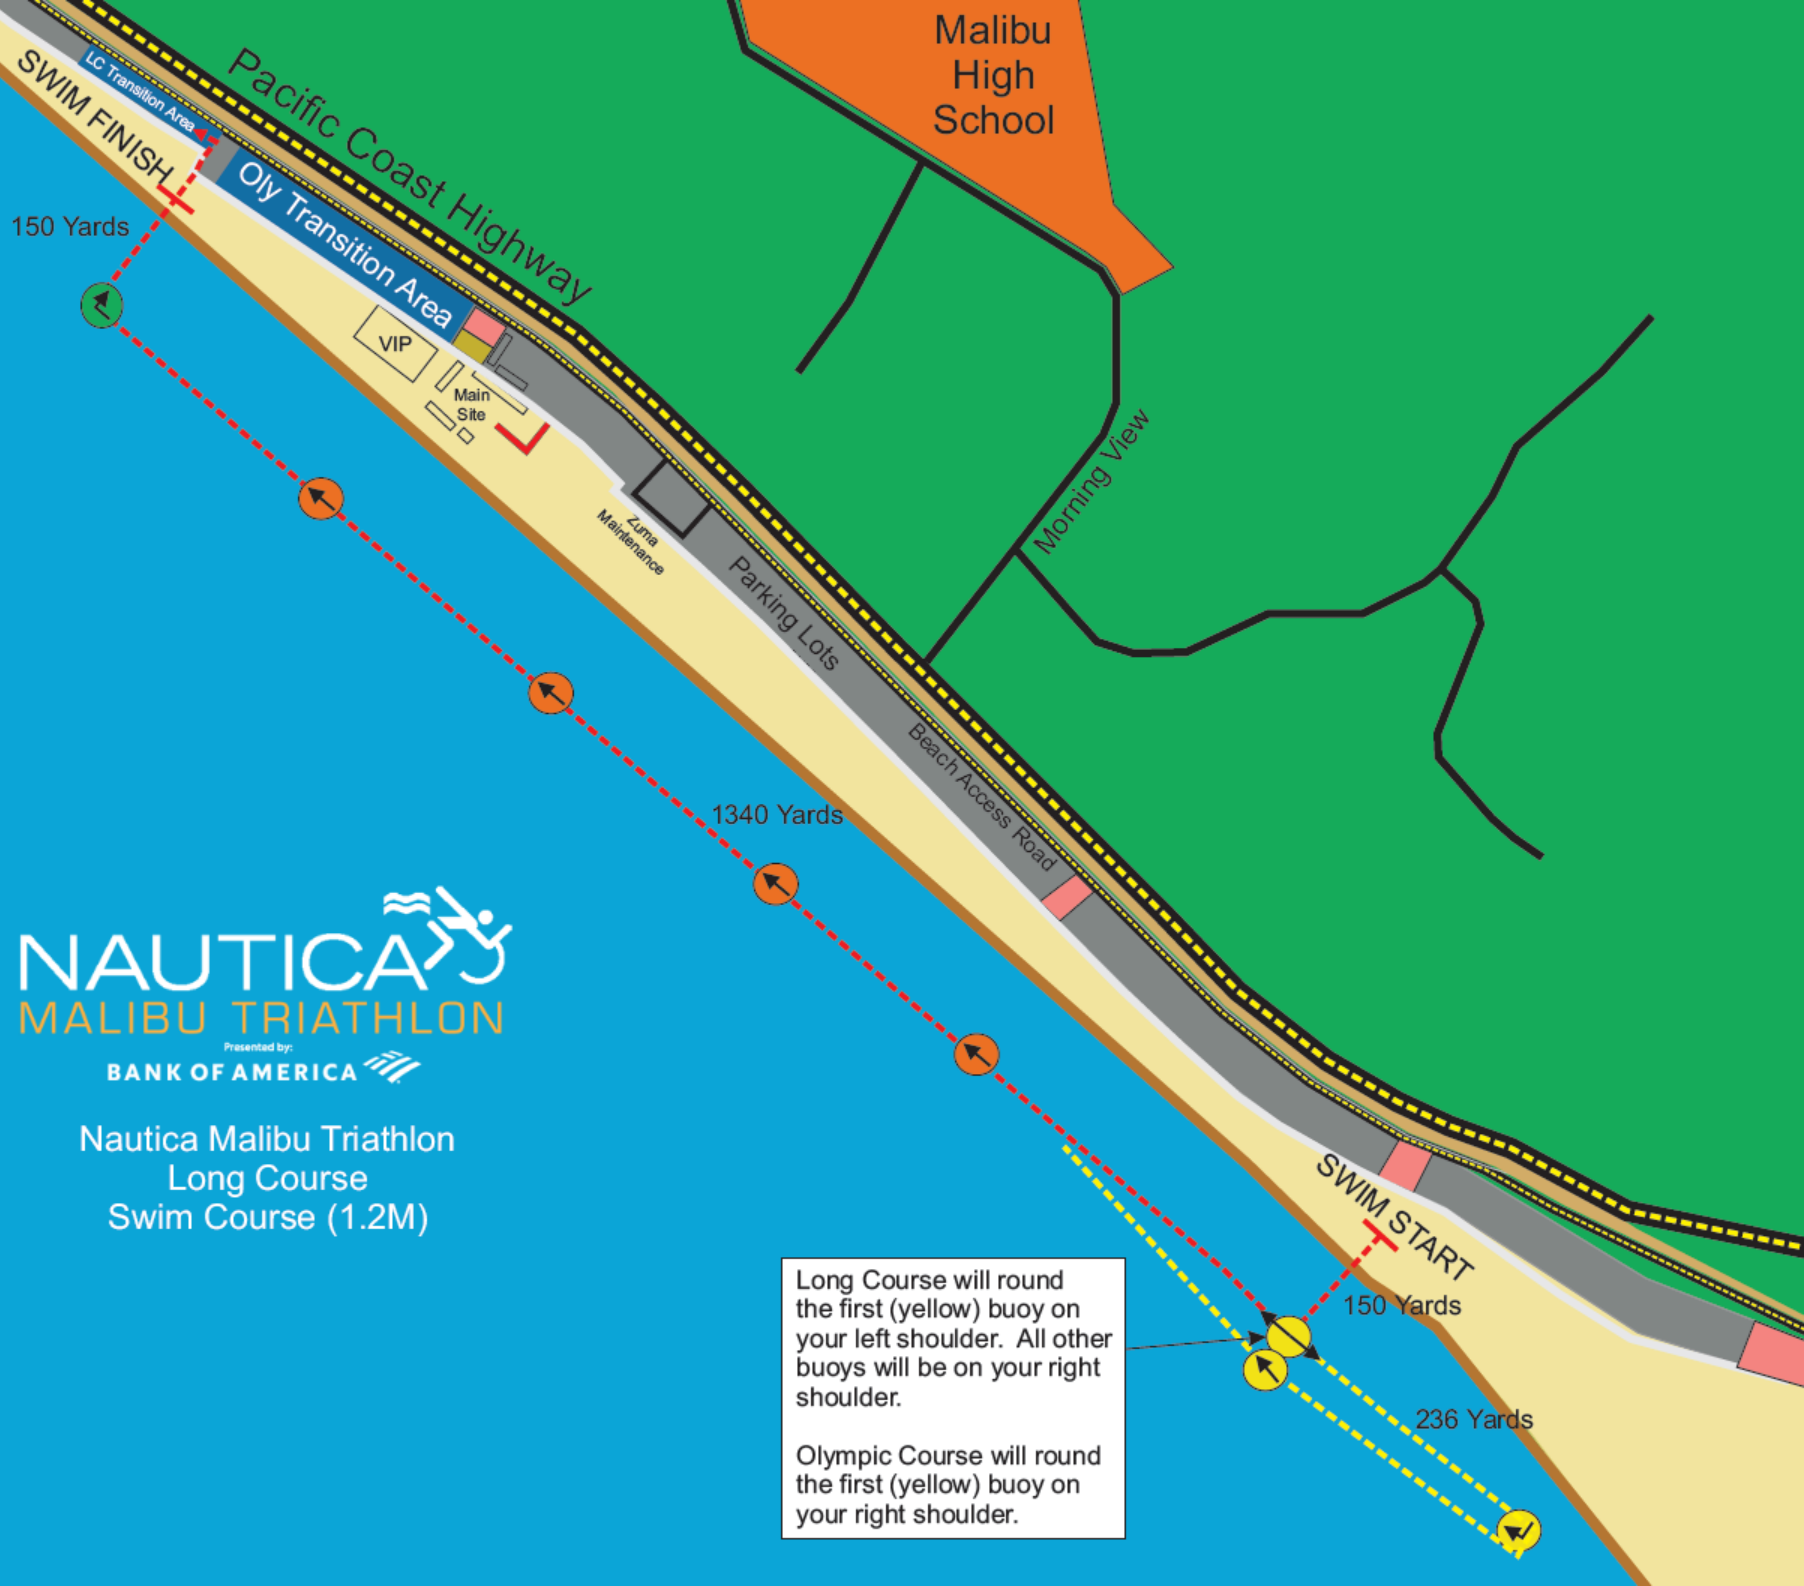 Malibu
High
School
Pacific Coast Highway
LC Transition Area
SWIM FINISH
Oly Transition Area
150 Yards
VIP
Main
Site
Zuma
Maintenance
Morning View
Parking Lots
Beach Access Road
1340 Yards
NAUTICA
MALIBU TRIATHLON
Presented by:
BANK OF AMERICA
Nautica Malibu Triathlon
Long Course
Swim Course (1.2M)
SWIM START
150 Yards
Long Course will round
the first (yellow) buoy on
your left shoulder. All other
buoys will be on your right
shoulder.
Olympic Course will round
the first (yellow) buoy on
your right shoulder.
236 Yards